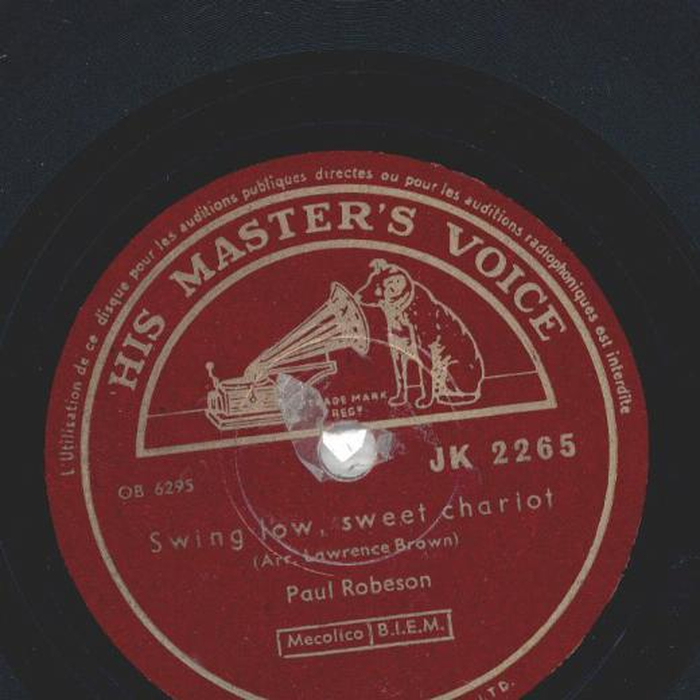 L'Utilisation de ce disque pour les auditions publiques directes ou pour les auditions radiophoniques est interdite
HIS MASTER'S VOICE
TRADE MARK
REGD
JK 2265
OB 6295
Swing low, sweet chariot
(Arr. Lawrence Brown)
Paul Robeson
Mecolico B.I.E.M.
LTD.